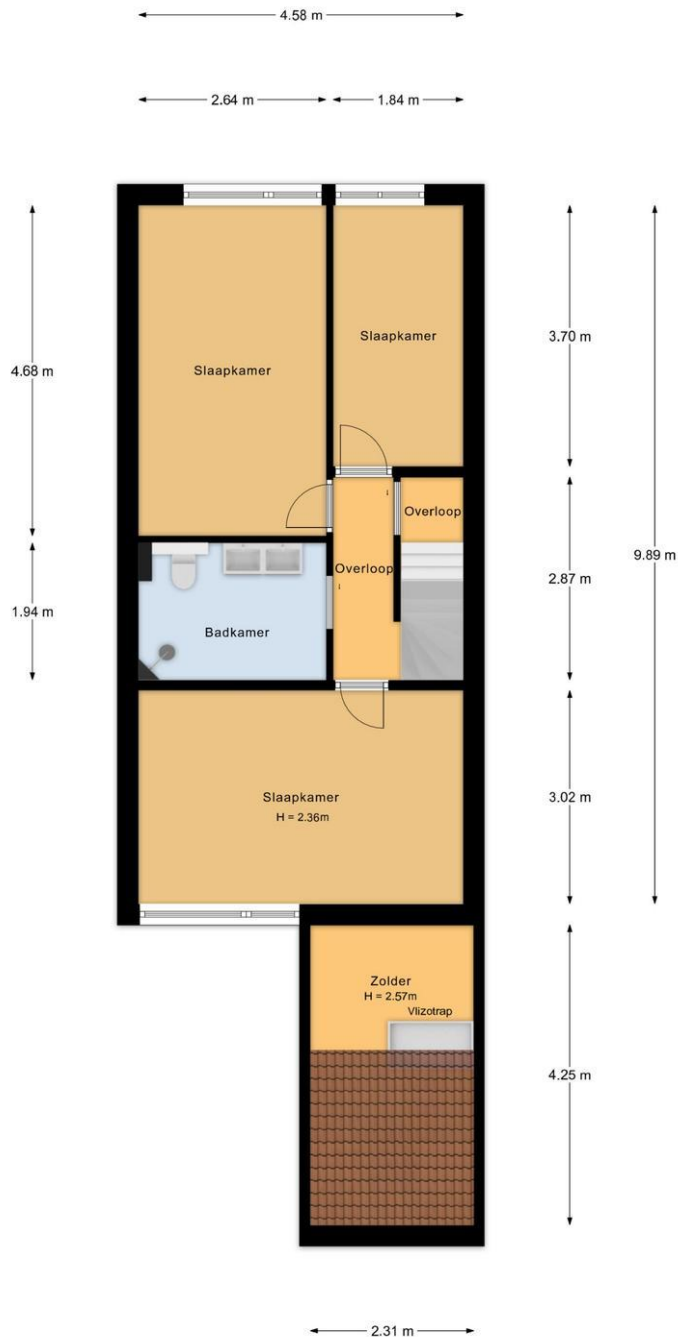 4.58 m
2.64 m
1.84 m
4.68 m
3.70 m
9.89 m
Slaapkamer
Slaapkamer
Overloop
Overloop
2.87 m
1.94 m
Badkamer
Slaapkamer
H = 2.36m
3.02 m
Zolder
H = 2.57m
Vlizotrap
4.25 m
2.31 m